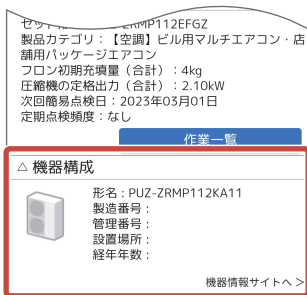 ZRMP112EFGZ
製品カテゴリ：【空調】ビル用マルチエアコン・店
舗用パッケージエアコン
フロン初期充填量（合計）：4kg
圧縮機の定格出力（合計）：2.10kW
次回簡易点検日：2023年03月01日
定期点検頻度：なし
作業一覧
△ 機器構成
形名：PUZ-ZRMP112KA11
製造番号：
管理番号：
設置場所：
経年年数：
機器情報サイトへ ＞